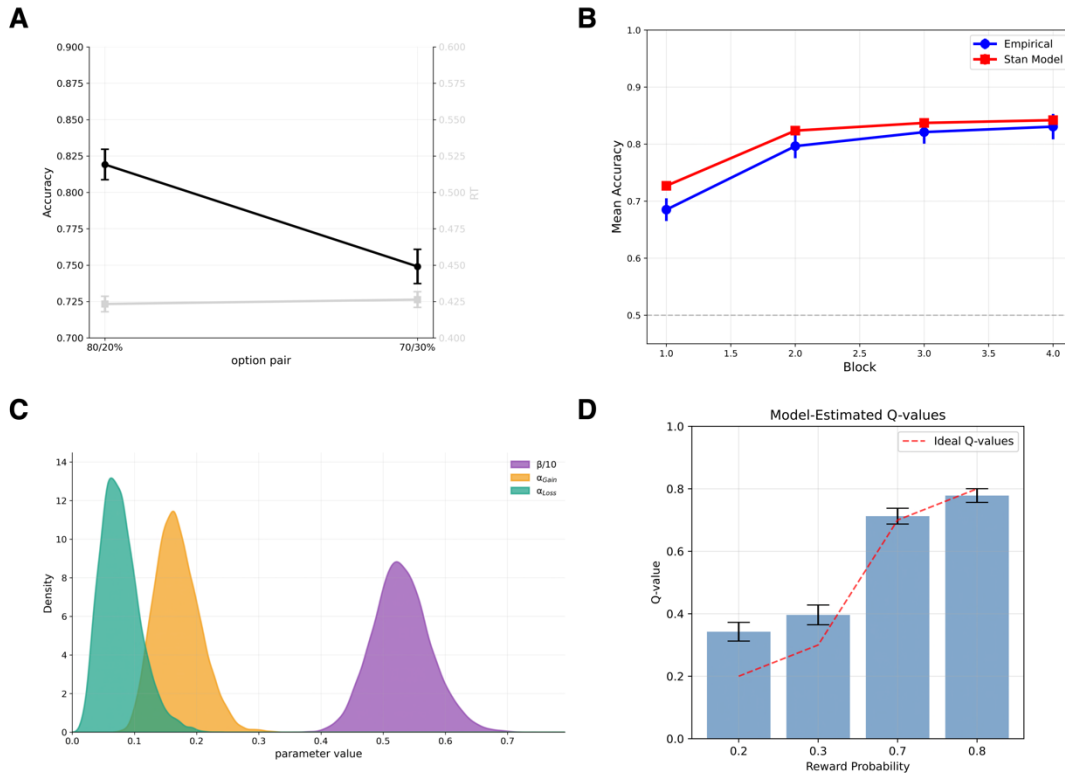 A
0.900
0.875
0.850
0.825
0.800
0.775
0.750
0.725
0.700
Accuracy
0.600
0.575
0.550
0.525
0.500
0.475
0.450
0.425
0.400
RT
80/20%
70/30%
option pair
B
1.0
0.9
0.8
0.7
0.6
0.5
Mean Accuracy
Empirical
Stan Model
1.0 1.5 2.0 2.5 3.0 3.5 4.0
Block
C
14
12
10
8
6
4
2
0
Density
β/10
αGain
αLoss
0.0 0.1 0.2 0.3 0.4 0.5 0.6 0.7
parameter value
D
Model-Estimated Q-values
1.0
0.8
0.6
0.4
0.2
0.0
Q-value
Ideal Q-values
0.2 0.3 0.7 0.8
Reward Probability